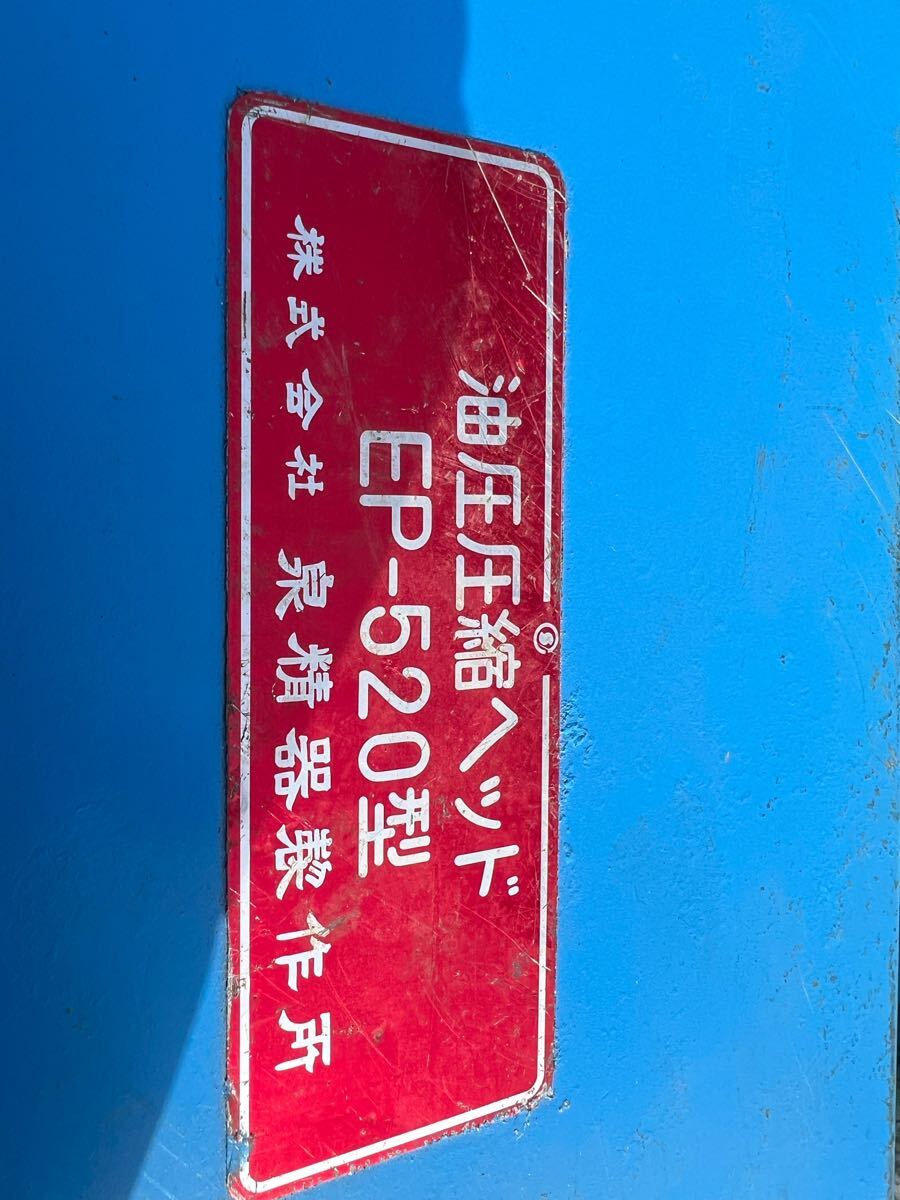 油圧圧縮ヘッド
EP-520型
株式会社 泉精器製作所